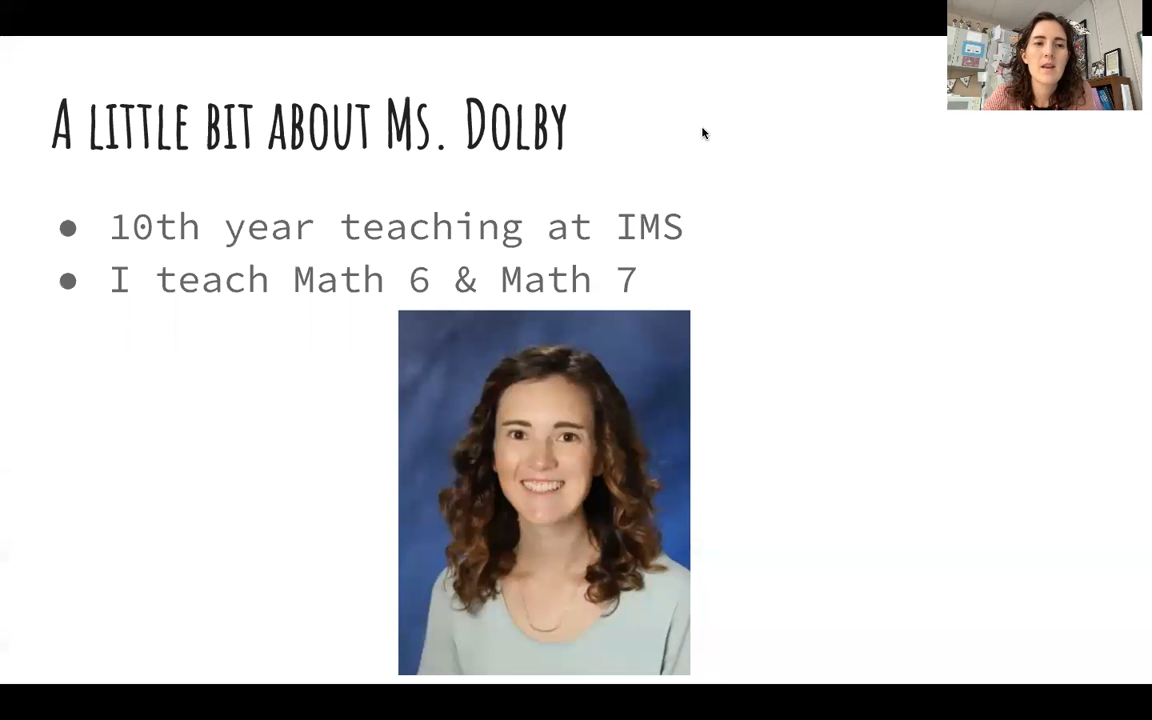 A little bit about Ms. Dolby
● 10th year teaching at IMS
● I teach Math 6 & Math 7